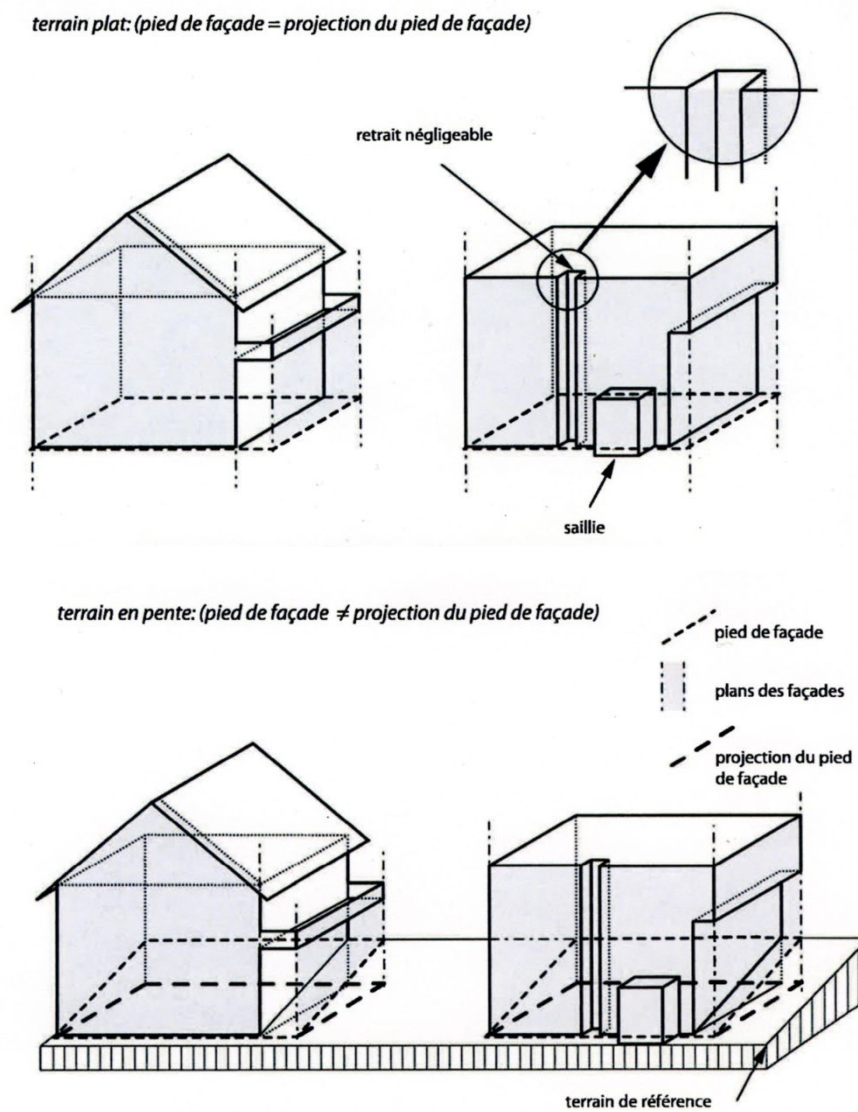 terrain plat: (pied de façade = projection du pied de façade)
retrait négligeable
saillie
terrain en pente: (pied de façade ≠ projection du pied de façade)
pied de façade
plans des façades
projection du pied
de façade
terrain de référence